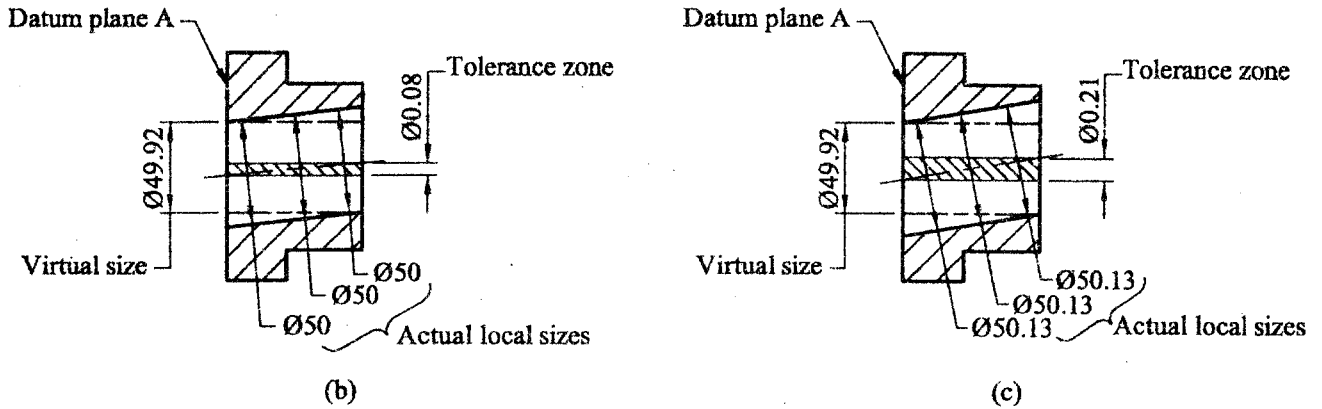 Datum plane A
Tolerance zone
Ø0.08
Ø49.92
Virtual size
Ø50
Ø50
Ø50
Actual local sizes
(b)
Datum plane A
Tolerance zone
Ø0.21
Ø49.92
Virtual size
Ø50.13
Ø50.13
Ø50.13
Actual local sizes
(c)